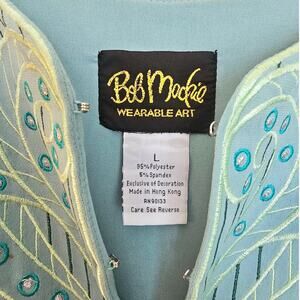 Bob Mackie
WEARABLE ART
L
95% Polyester
5% Spandex
Exclusive of Decoration
Made in Hong Kong
RN90133
Care See Reverse